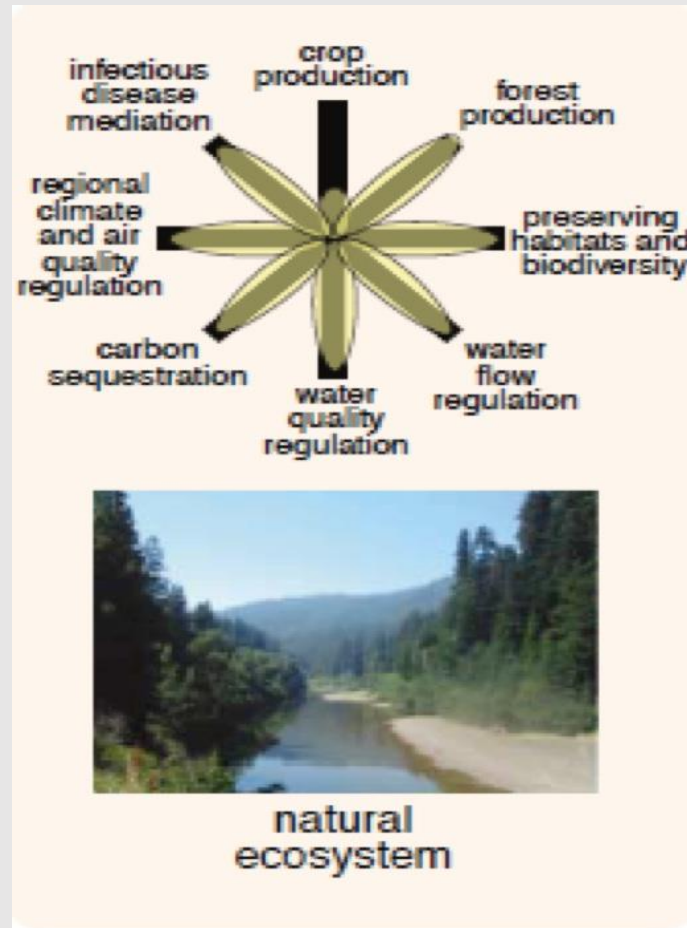 crop
production
infectious
disease
mediation
forest
production
regional
climate
and air
quality
regulation
preserving
habitats and
biodiversity
carbon
sequestration
water
quality
regulation
water
flow
regulation
natural
ecosystem